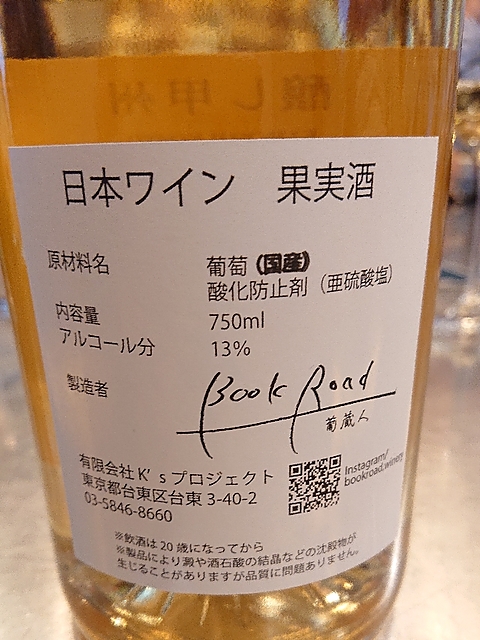 醸し甲州
日本ワイン 果実酒
原材料名 葡萄(国産)
酸化防止剤(亜硫酸塩)
内容量 750ml
アルコール分 13%
製造者 Book Road
葡蔵人
有限会社K'sプロジェクト
東京都台東区台東3-40-2
03-5846-8660
Instagram/
bookroad.winery
※飲酒は20歳になってから
※製品により澱や酒石酸の結晶などの沈殿物が
生じることがありますが品質に問題ありません。